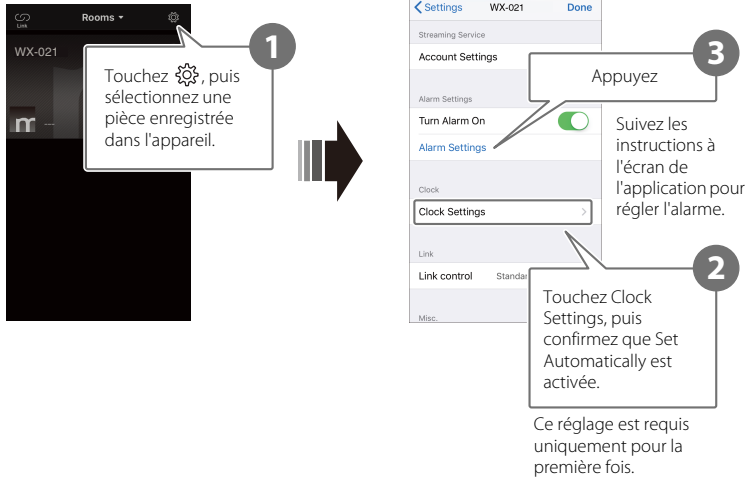 Link
Rooms
WX-021
m
1
Touchez , puis
sélectionnez une
pièce enregistrée
dans l'appareil.
Settings WX-021 Done
Streaming Service
Account Settings
3
Appuyez
Alarm Settings
Turn Alarm On
Alarm Settings
Suivez les
instructions à
l'écran de
l'application pour
régler l'alarme.
Clock
Clock Settings
Link
Link control
Misc.
2
Touchez Clock
Settings, puis
confirmez que Set
Automatically est
activée.
Ce réglage est requis
uniquement pour la
première fois.